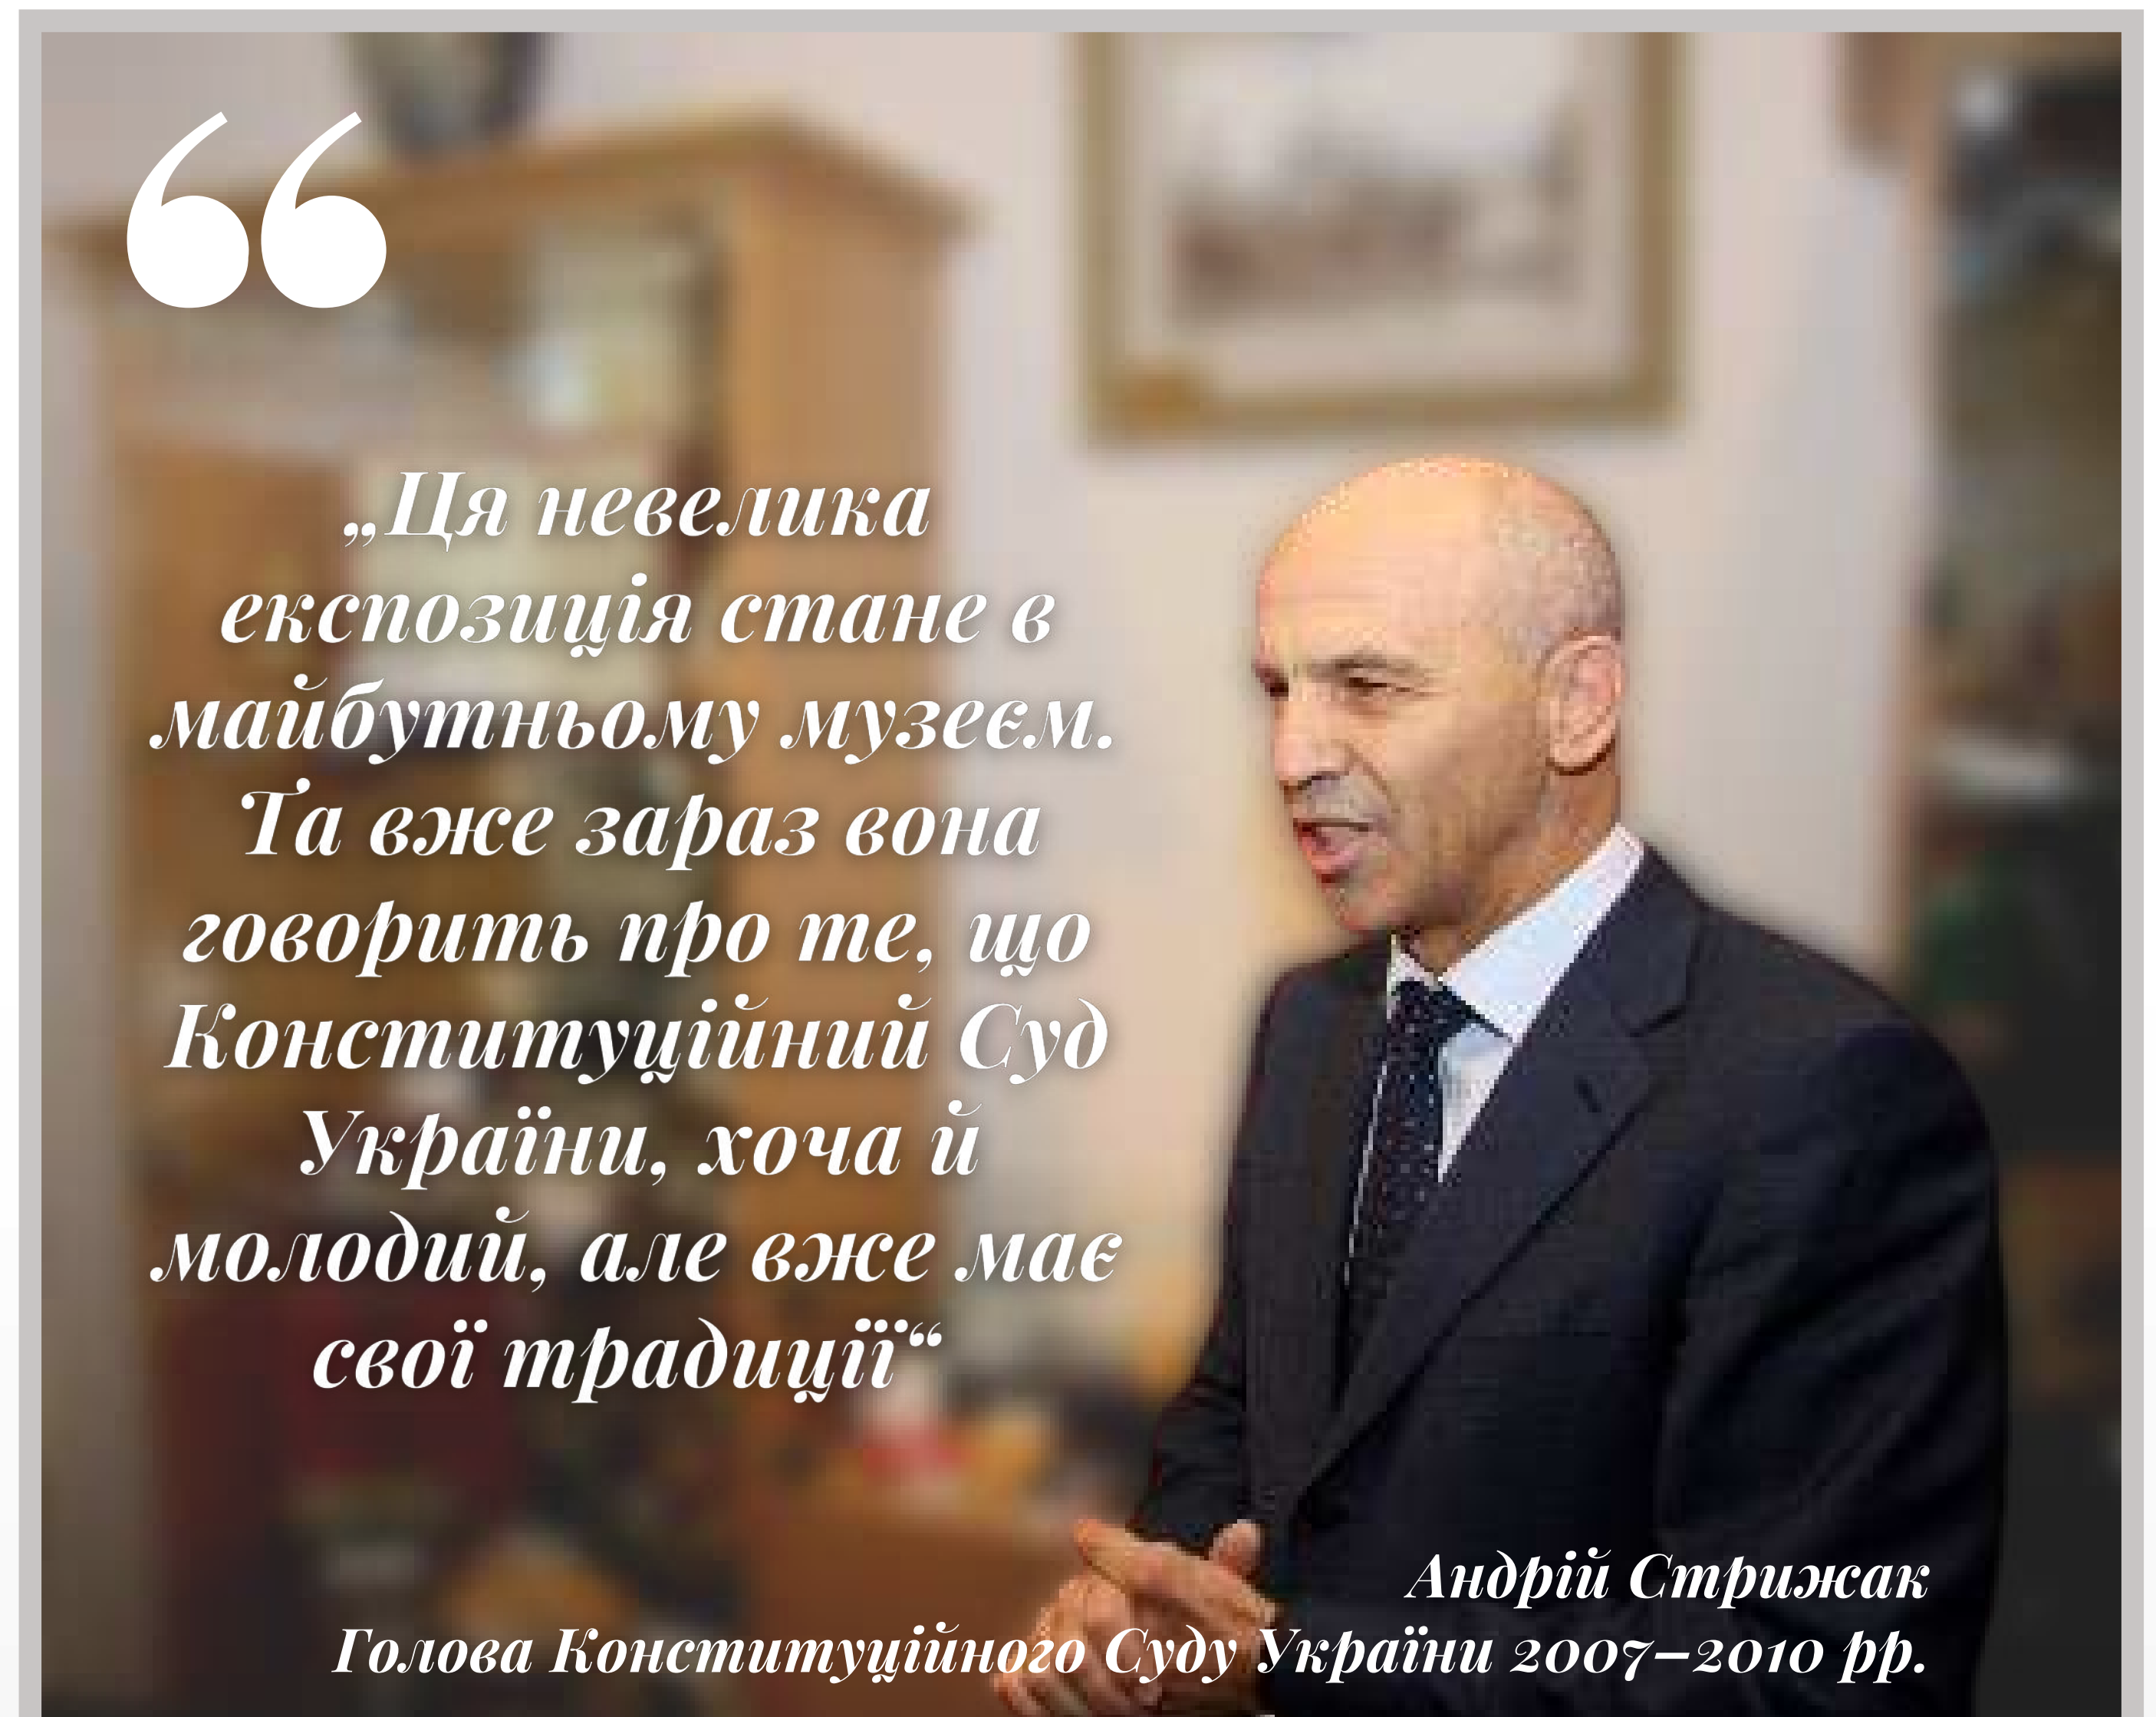 “
„Ця невелика
експозиція стане в
майбутньому музеєм.
Та вже зараз вона
говорить про те, що
Конституційний Суд
України, хоча й
молодий, але вже має
свої традиції“
Андрій Стрижак
Голова Конституційного Суду України 2007–2010 рр.